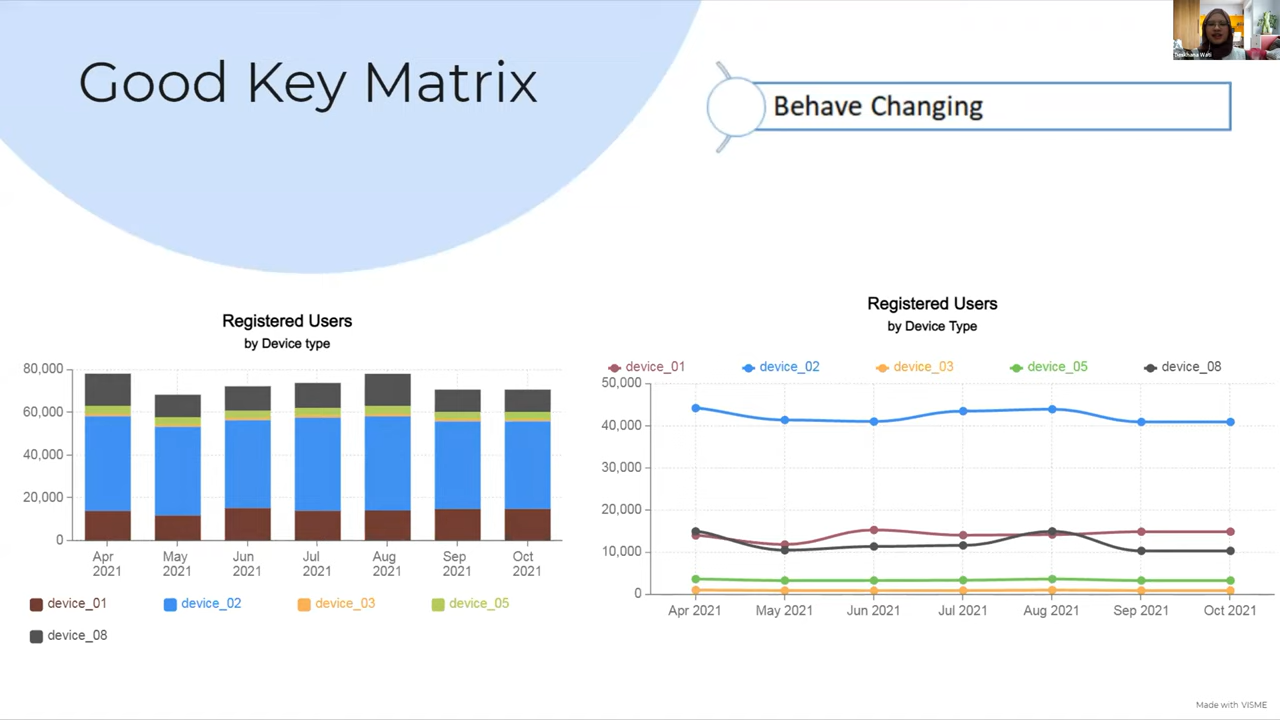 Good Key Matrix
Behave Changing
Registered Users
by Device type
80,000
60,000
40,000
20,000
0
Apr 2021
May 2021
Jun 2021
Jul 2021
Aug 2021
Sep 2021
Oct 2021
device_01
device_02
device_03
device_05
device_08
Registered Users
by Device Type
device_01
device_02
device_03
device_05
device_08
50,000
40,000
30,000
20,000
10,000
0
Apr 2021
May 2021
Jun 2021
Jul 2021
Aug 2021
Sep 2021
Oct 2021
Made with VISME